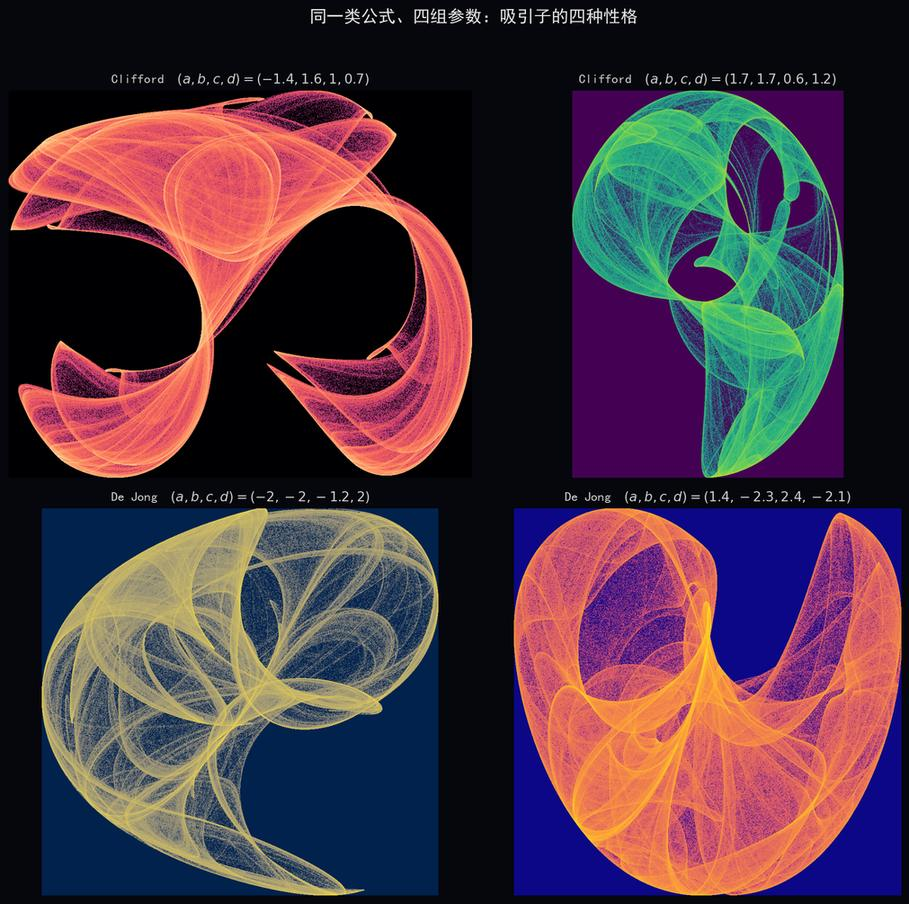 同一类公式、四组参数：吸引子的四种性格
Clifford (a, b, c, d) = (−1.4, 1.6, 1, 0.7)
Clifford (a, b, c, d) = (1.7, 1.7, 0.6, 1.2)
De Jong (a, b, c, d) = (−2, −2, −1.2, 2)
De Jong (a, b, c, d) = (1.4, −2.3, 2.4, −2.1)